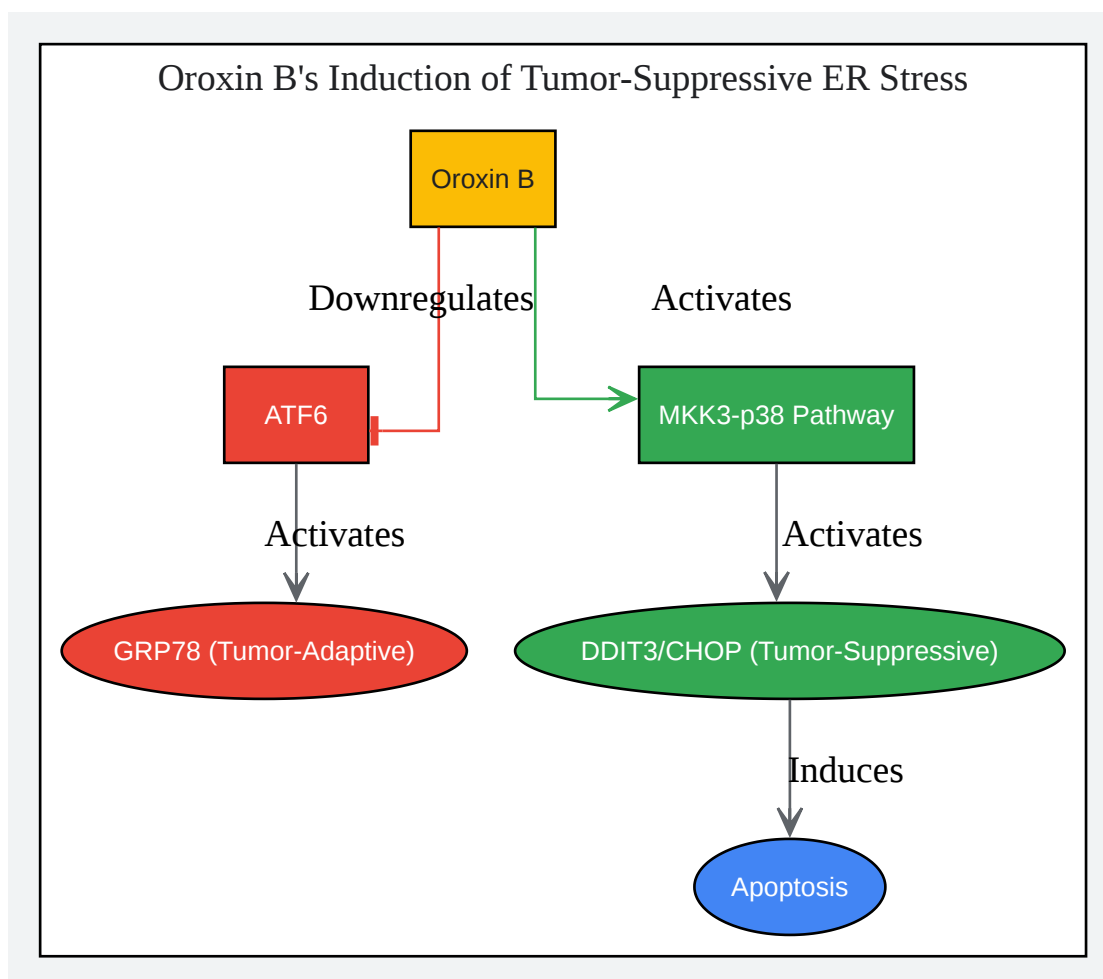 Oroxin B's Induction of Tumor-Suppressive ER Stress
Oroxin B
Downregulates
Activates
ATF6
MKK3-p38 Pathway
Activates
Activates
GRP78 (Tumor-Adaptive)
DDIT3/CHOP (Tumor-Suppressive)
Induces
Apoptosis